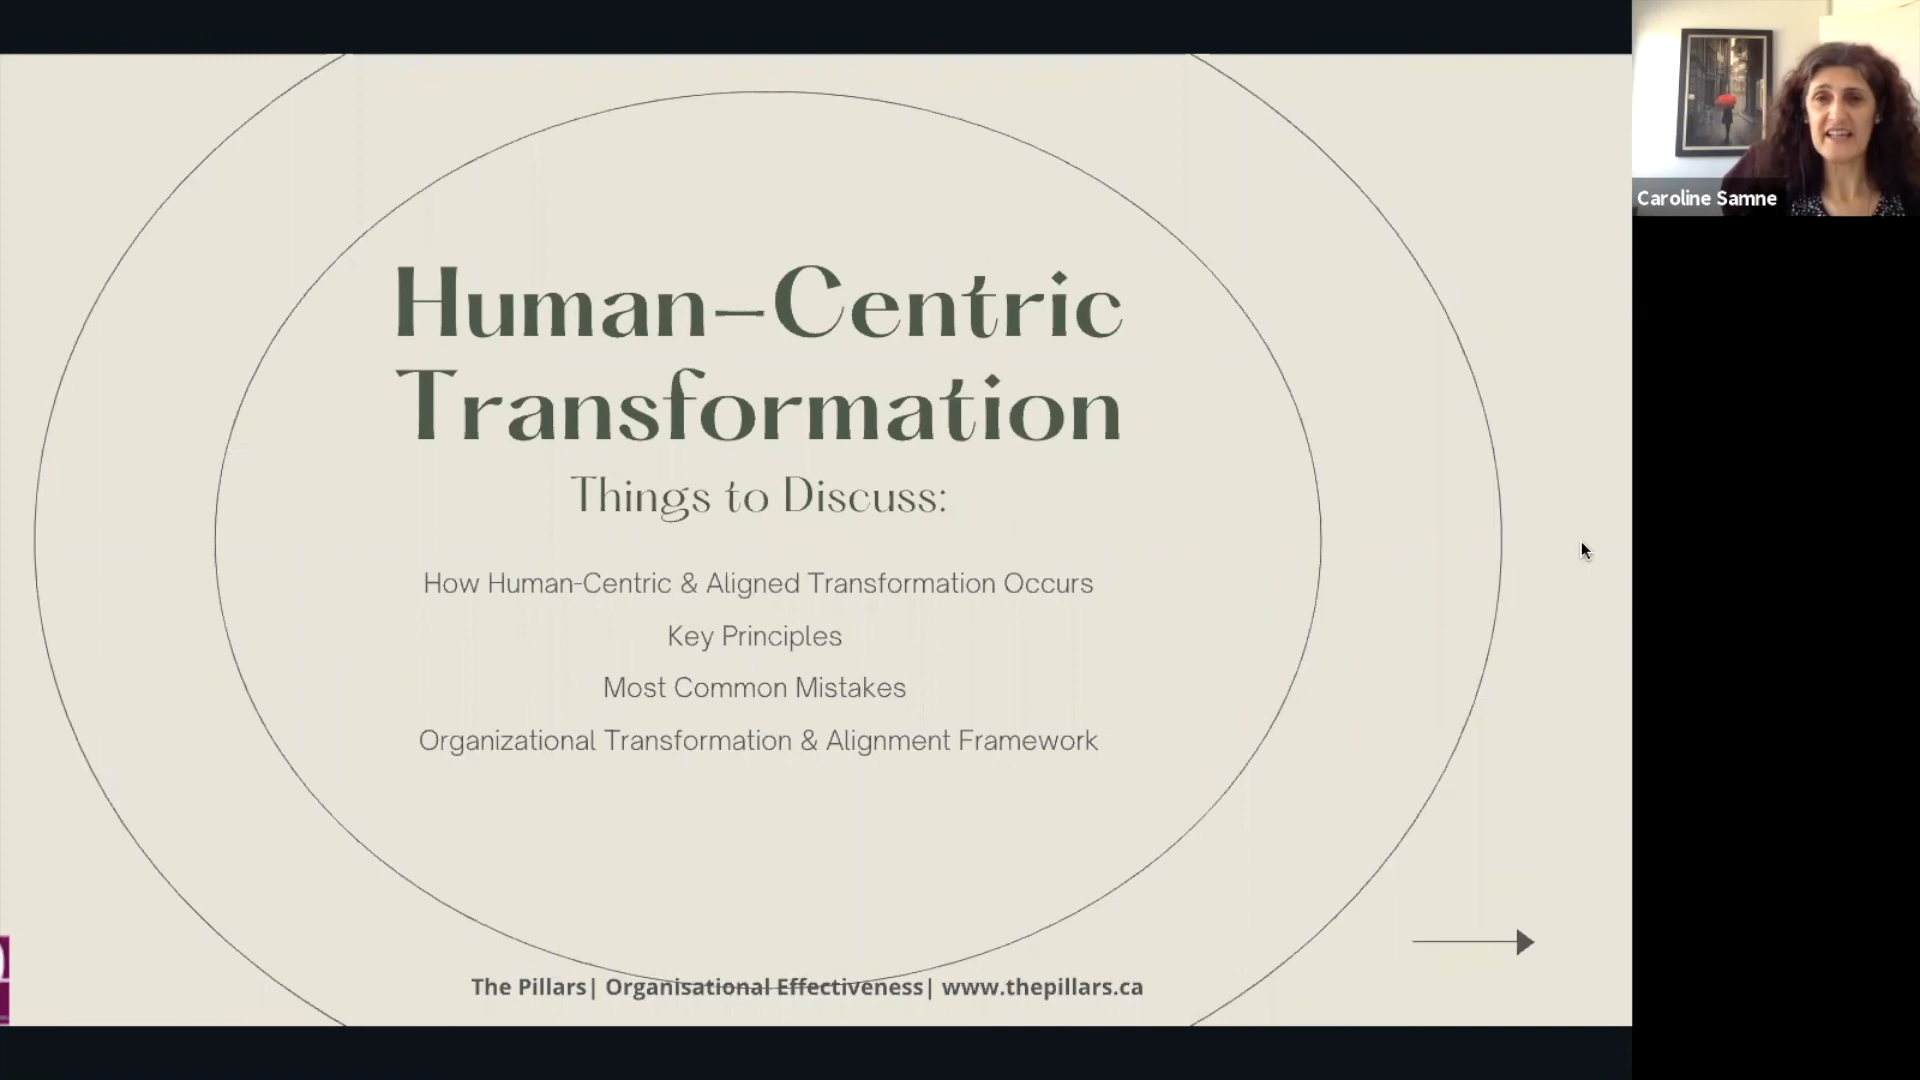 Human-Centric
Transformation
Things to Discuss:
How Human-Centric & Aligned Transformation Occurs
Key Principles
Most Common Mistakes
Organizational Transformation & Alignment Framework
The Pillars| Organisational Effectiveness| www.thepillars.ca
Caroline Samne